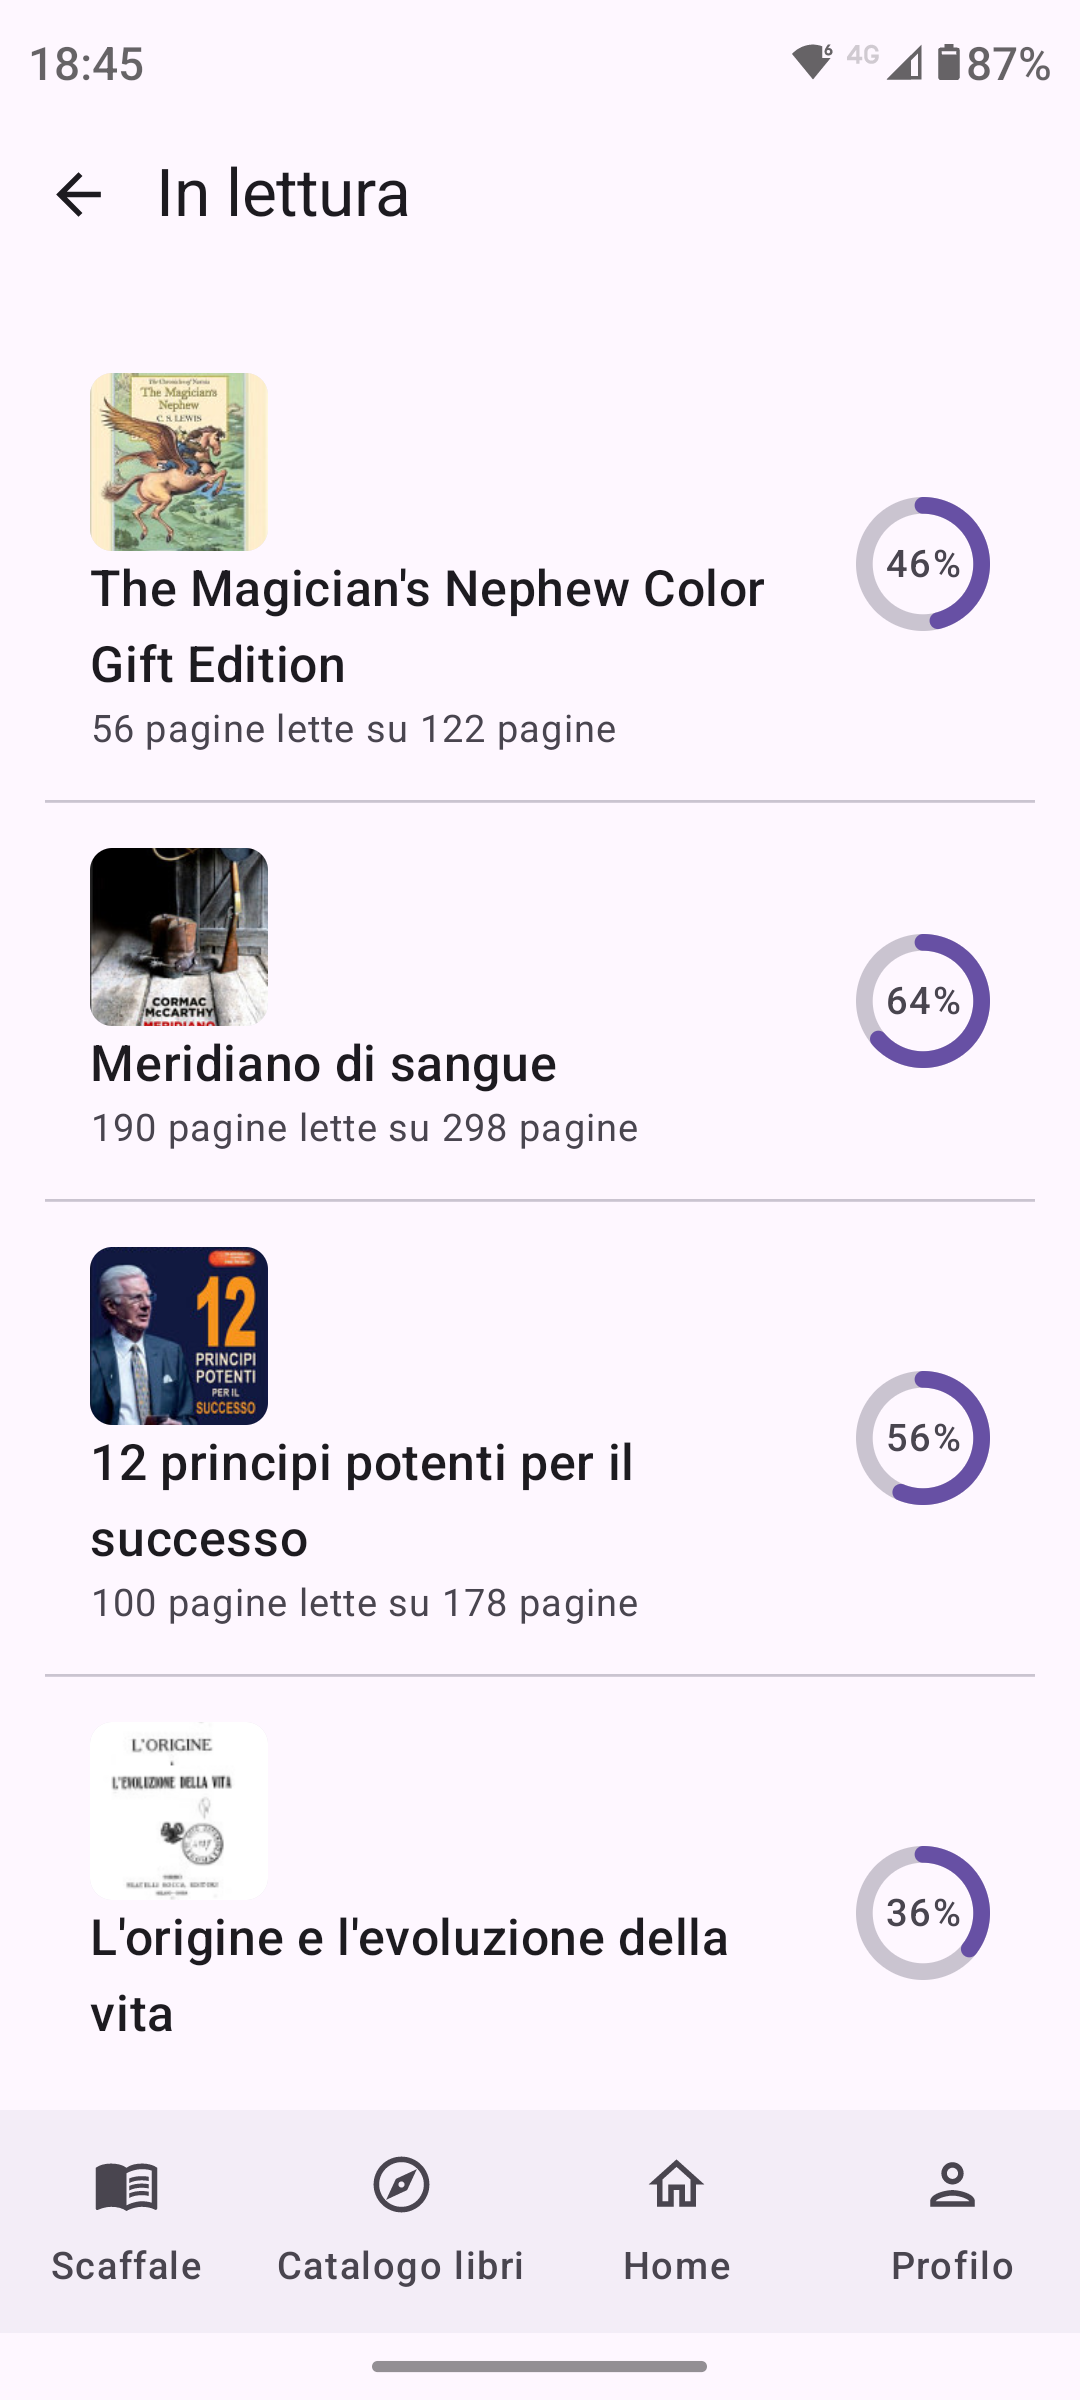 18:45
6 4G 87%
In lettura
The Chronicles of Narnia
The Magician's
Nephew
C. S. LEWIS
The Magician's Nephew Color
Gift Edition
46%
56 pagine lette su 122 pagine
CORMAC
McCARTHY
MERIDIANO
Meridiano di sangue
64%
190 pagine lette su 298 pagine
12
PRINCIPI
POTENTI
PER IL
SUCCESSO
12 principi potenti per il
successo
56%
100 pagine lette su 178 pagine
L'ORIGINE
L'EVOLUZIONE DELLA VITA
L'origine e l'evoluzione della
vita
36%
Scaffale
Catalogo libri
Home
Profilo